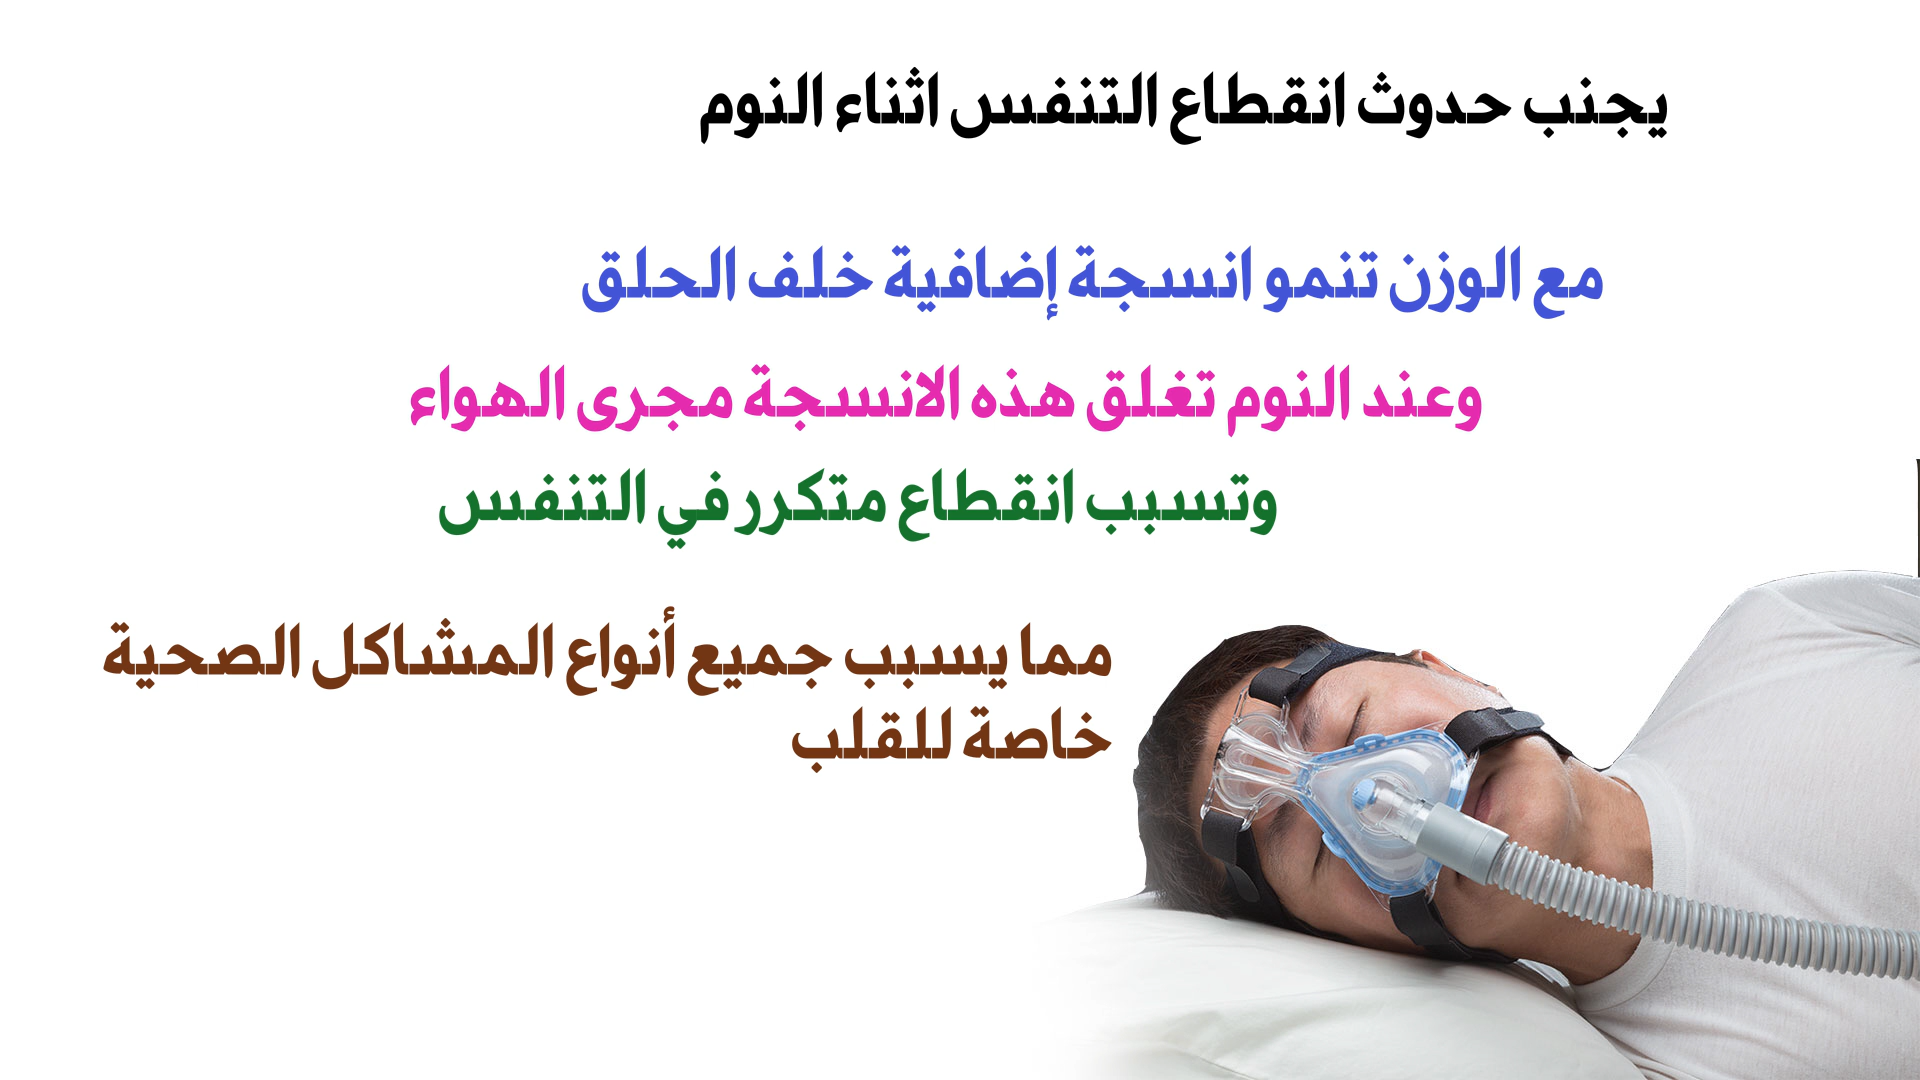 يجنب حدوث انقطاع التنفس اثناء النوم
مع الوزن تنمو انسجة إضافية خلف الحلق
وعند النوم تغلق هذه الانسجة مجرى الهواء
وتسبب انقطاع متكرر في التنفس
مما يسبب جميع أنواع المشاكل الصحية
خاصة للقلب